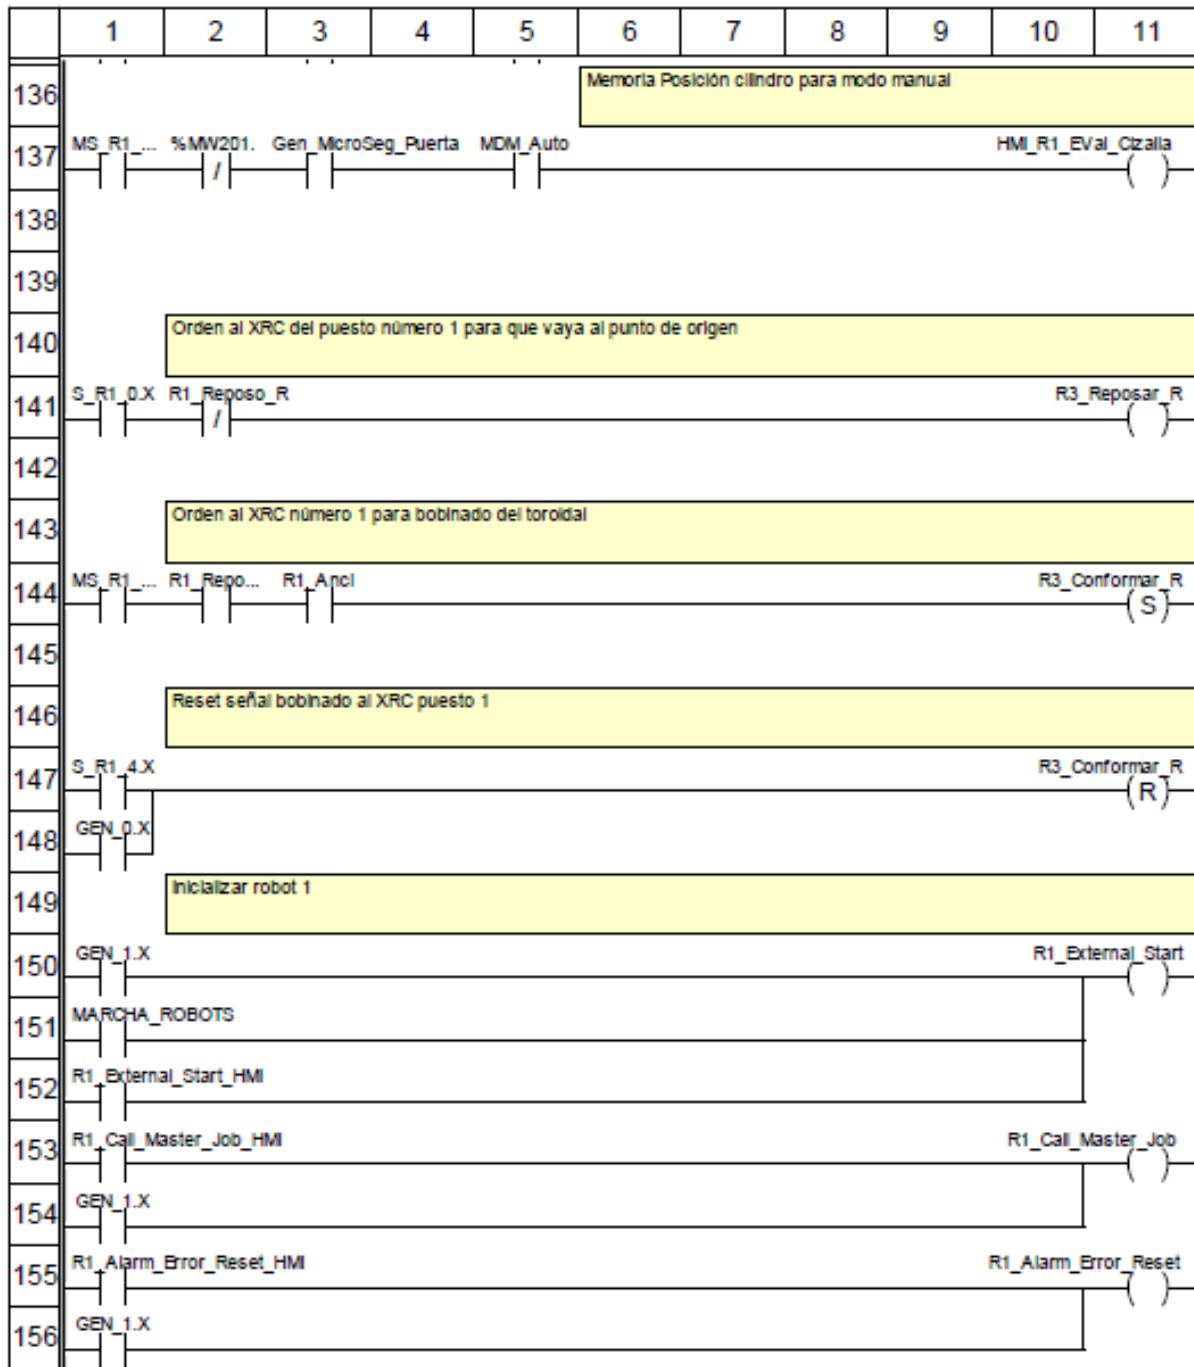 1 2 3 4 5 6 7 8 9 10 11
136 Memoria Posición cilindro para modo manual
137 MS_R1_... %MW201. Gen_MicroSeg_Puerta MDM_Auto HMI_R1_EVal_Cizalla
/ ( )
138
139
140 Orden al XRC del puesto número 1 para que vaya al punto de origen
141 S_R1_0.X R1_Reposo_R R3_Reposar_R
/ ( )
142
143 Orden al XRC número 1 para bobinado del toroidal
144 MS_R1_... R1_Repo... R1_Ancl R3_Conformar_R
(S)
145
146 Reset señal bobinado al XRC puesto 1
147 S_R1_4.X R3_Conformar_R
(R)
148 GEN_0.X
149 Inicializar robot 1
150 GEN_1.X R1_External_Start
( )
151 MARCHA_ROBOTS
152 R1_External_Start_HMI
153 R1_Call_Master_Job_HMI R1_Call_Master_Job
( )
154 GEN_1.X
155 R1_Alarm_Error_Reset_HMI R1_Alarm_Error_Reset
( )
156 GEN_1.X